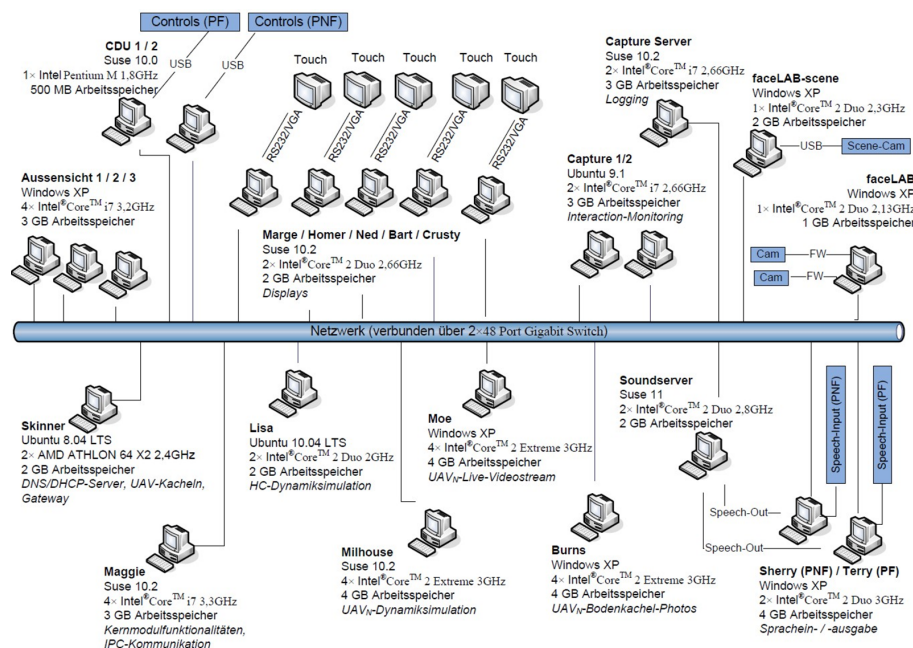 Controls (PF)
Controls (PNF)
CDU 1 / 2
Suse 10.0
1× Intel Pentium M 1,8GHz
500 MB Arbeitsspeicher
USB
USB
Touch
Touch
Touch
Touch
Touch
RS232/VGA
RS232/VGA
RS232/VGA
RS232/VGA
RS232/VGA
Capture Server
Suse 10.2
2× Intel®Core™ i7 2,66GHz
3 GB Arbeitsspeicher
Logging
faceLAB-scene
Windows XP
1× Intel®Core™ 2 Duo 2,3GHz
2 GB Arbeitsspeicher
USB
Scene-Cam
Aussensicht 1 / 2 / 3
Windows XP
4× Intel®Core™ i7 3,2GHz
3 GB Arbeitsspeicher
Marge / Homer / Ned / Bart / Crusty
Suse 10.2
2× Intel®Core™ 2 Duo 2,66GHz
2 GB Arbeitsspeicher
Displays
Capture 1/2
Ubuntu 9.1
2× Intel®Core™ i7 2,66GHz
3 GB Arbeitsspeicher
Interaction-Monitoring
faceLAB
Windows XP
1× Intel®Core™ 2 Duo 2,13GHz
1 GB Arbeitsspeicher
Cam
FW
Cam
FW
Netzwerk (verbunden über 2×48 Port Gigabit Switch)
Skinner
Ubuntu 8.04 LTS
2× AMD ATHLON 64 X2 2,4GHz
2 GB Arbeitsspeicher
DNS/DHCP-Server, UAV-Kacheln,
Gateway
Lisa
Ubuntu 10.04 LTS
2× Intel®Core™ 2 Duo 2GHz
2 GB Arbeitsspeicher
HC-Dynamiksimulation
Moe
Windows XP
4× Intel®Core™ 2 Extreme 3GHz
4 GB Arbeitsspeicher
UAVN-Live-Videostream
Soundserver
Suse 11
2× Intel®Core™ 2 Duo 2,8GHz
2 GB Arbeitsspeicher
Speech-Input (PNF)
Speech-Input (PF)
Speech-Out
Speech-Out
Maggie
Suse 10.2
4× Intel®Core™ i7 3,3GHz
3 GB Arbeitsspeicher
Kernmodulfunktionalitäten,
IPC-Kommunikation
Milhouse
Suse 10.2
4× Intel®Core™ 2 Extreme 3GHz
4 GB Arbeitsspeicher
UAVN-Dynamiksimulation
Burns
Windows XP
4× Intel®Core™ 2 Extreme 3GHz
4 GB Arbeitsspeicher
UAVN-Bodenkachel-Photos
Sherry (PNF) / Terry (PF)
Windows XP
2× Intel®Core™ 2 Duo 3GHz
4 GB Arbeitsspeicher
Sprachein- / -ausgabe